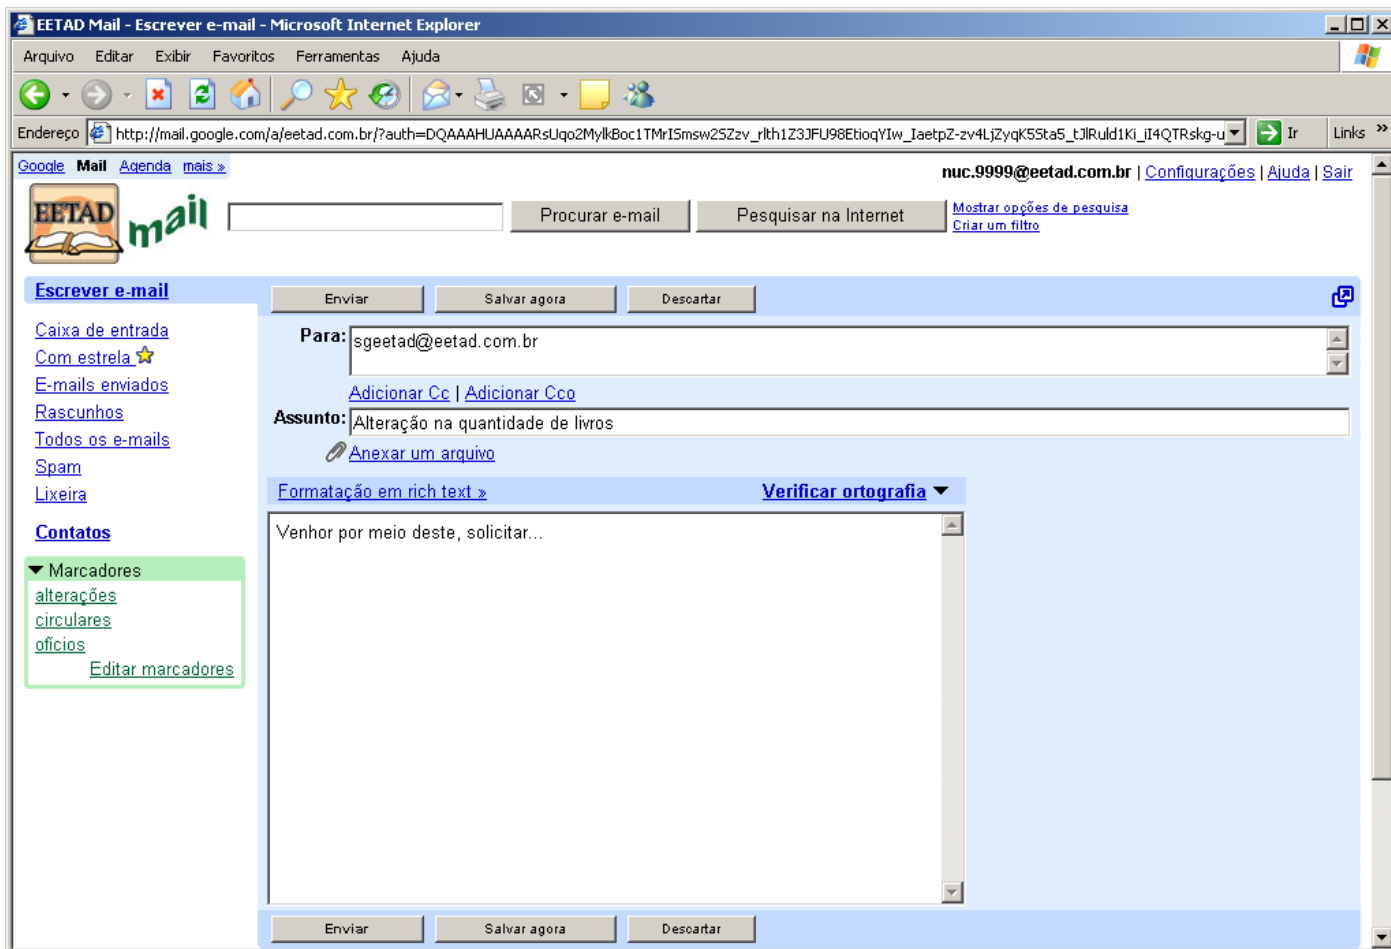 EETAD Mail - Escrever e-mail - Microsoft Internet Explorer
Arquivo Editar Exibir Favoritos Ferramentas Ajuda
Endereço http://mail.google.com/a/eetad.com.br/?auth= Ir Links »
Google Mail Agenda mais »
nuc.9999@eetad.com.br | Configurações | Ajuda | Sair
EETAD mail
Procurar e-mail Pesquisar na Internet
Mostrar opções de pesquisa
Criar um filtro
Escrever e-mail
Enviar Salvar agora Descartar
Caixa de entrada
Com estrela
E-mails enviados
Rascunhos
Todos os e-mails
Spam
Lixeira
Contatos
Marcadores
alterações
circulares
ofícios
Editar marcadores
Para: sgeetad@eetad.com.br
Adicionar Cc | Adicionar Cco
Assunto: Alteração na quantidade de livros
Anexar um arquivo
Formatação em rich text » Verificar ortografia
Venhor por meio deste, solicitar...
Enviar Salvar agora Descartar